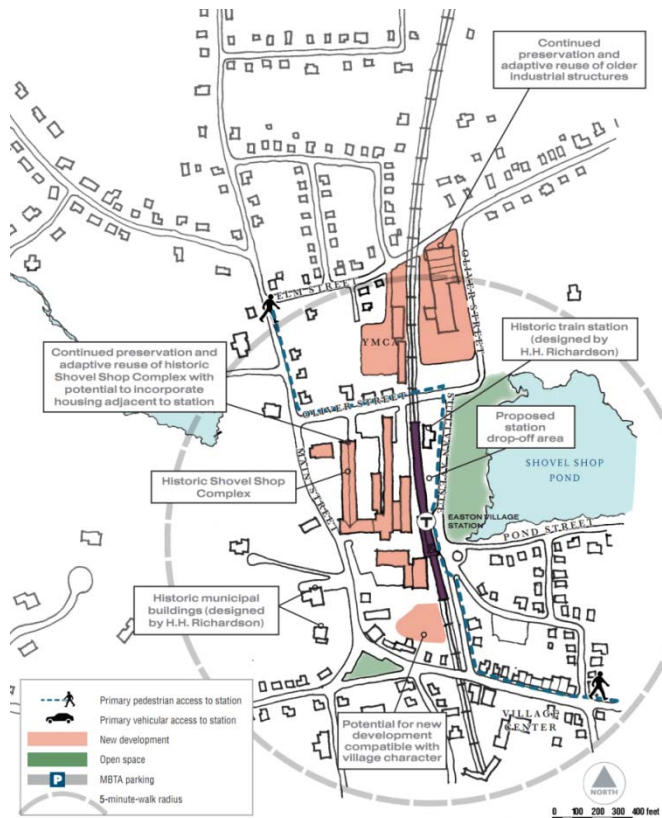 Continued
preservation and
adaptive reuse of older
industrial structures
ELM STREET
OLIVER STREET
YMCA
Historic train station
(designed by
H.H. Richardson)
Continued preservation and
adaptive reuse of historic
Shovel Shop Complex with
potential to incorporate
housing adjacent to station
OLIVER STREET
SULLIVAN AVENUE
Proposed
station
drop-off area
SHOVEL SHOP
POND
MAIN STREET
Historic Shovel Shop
Complex
T
EASTON VILLAGE
STATION
POND STREET
Historic municipal
buildings (designed
by H.H. Richardson)
VILLAGE
CENTER
Potential for new
development
compatible with
village character
Primary pedestrian access to station
Primary vehicular access to station
New development
Open space
P
MBTA parking
5-minute-walk radius
NORTH
0 100 200 300 400 feet